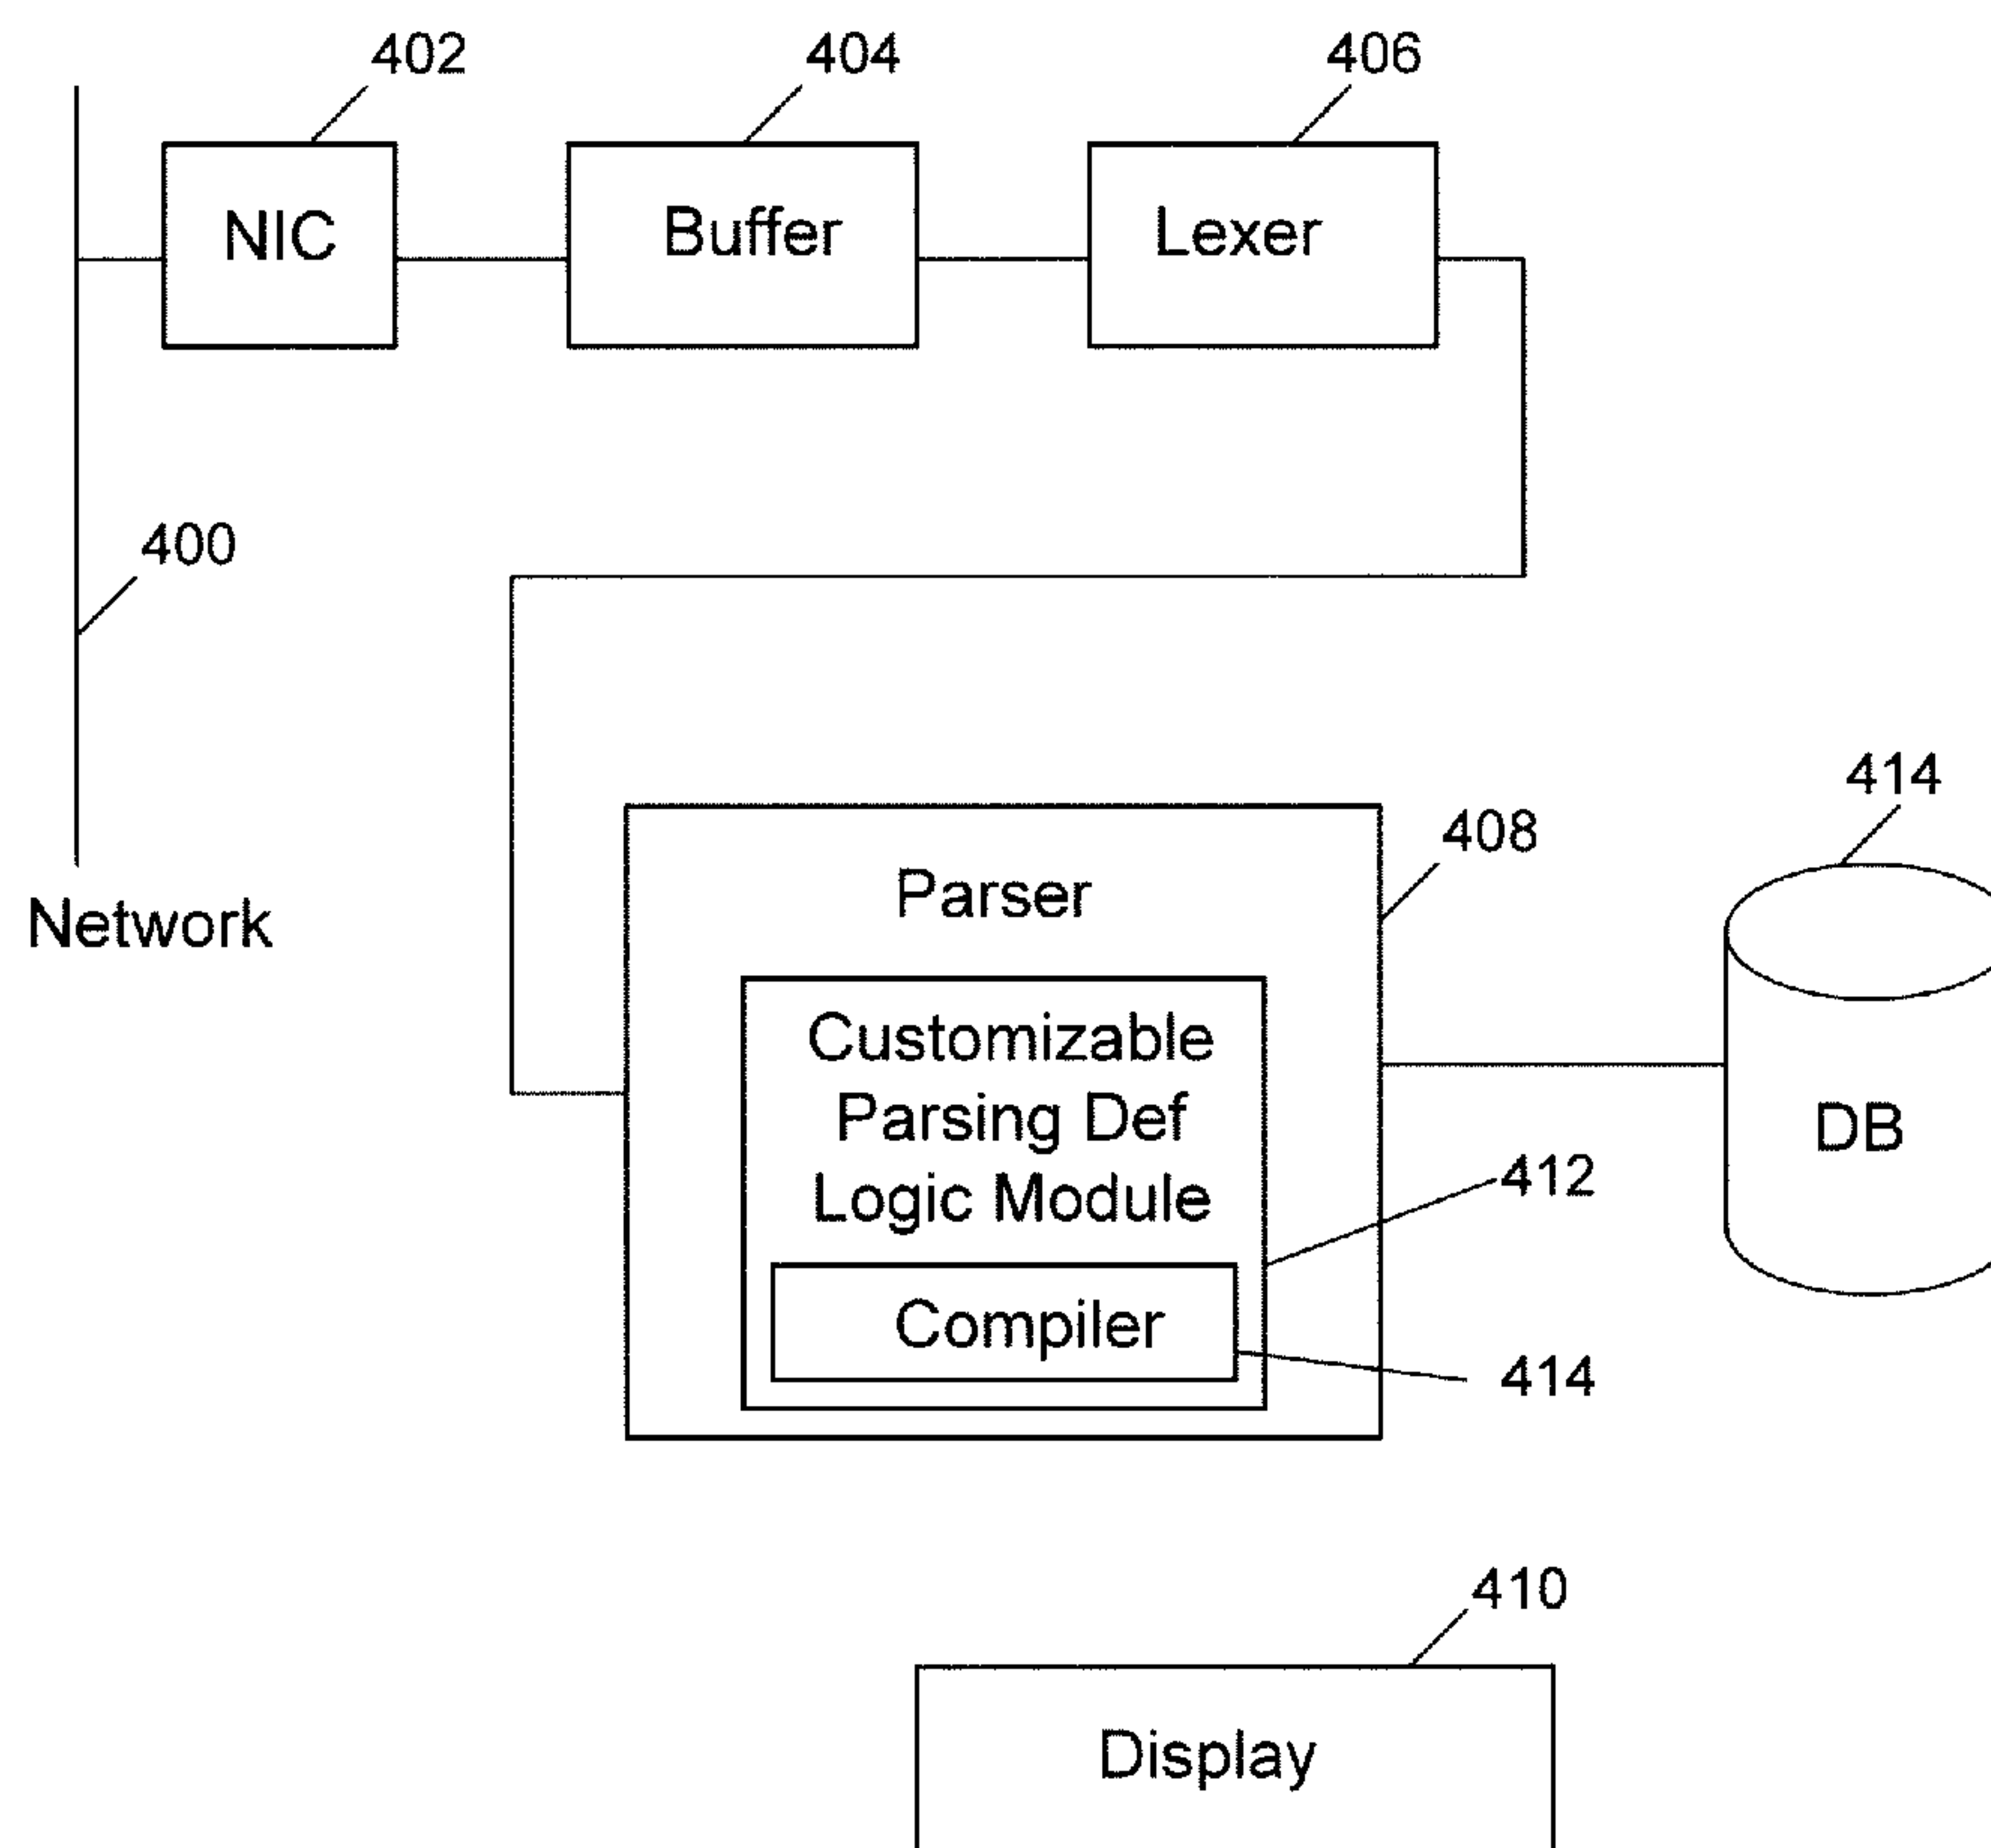 402
404
406
NIC
Buffer
Lexer
400
Network
414
408
Parser
Customizable
Parsing Def
Logic Module
412
DB
Compiler
414
410
Display